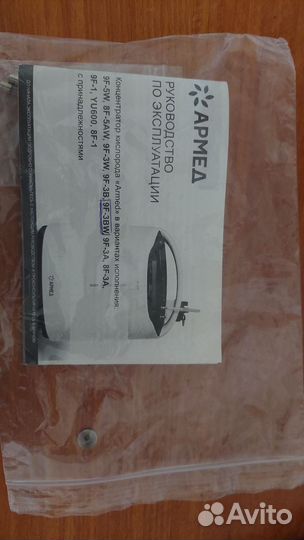 АРМЕД
РУКОВОДСТВО
ПО ЭКСПЛУАТАЦИИ
Концентратор кислорода «Armed» в вариантах исполнения:
9F-5W, 8F-5AW, 9F-3W, 9F-3B, 9F-3BW, 9F-3A, 8F-3A,
9F-1, YU600, 8F-1
с принадлежностями
АРМЕД
Avito